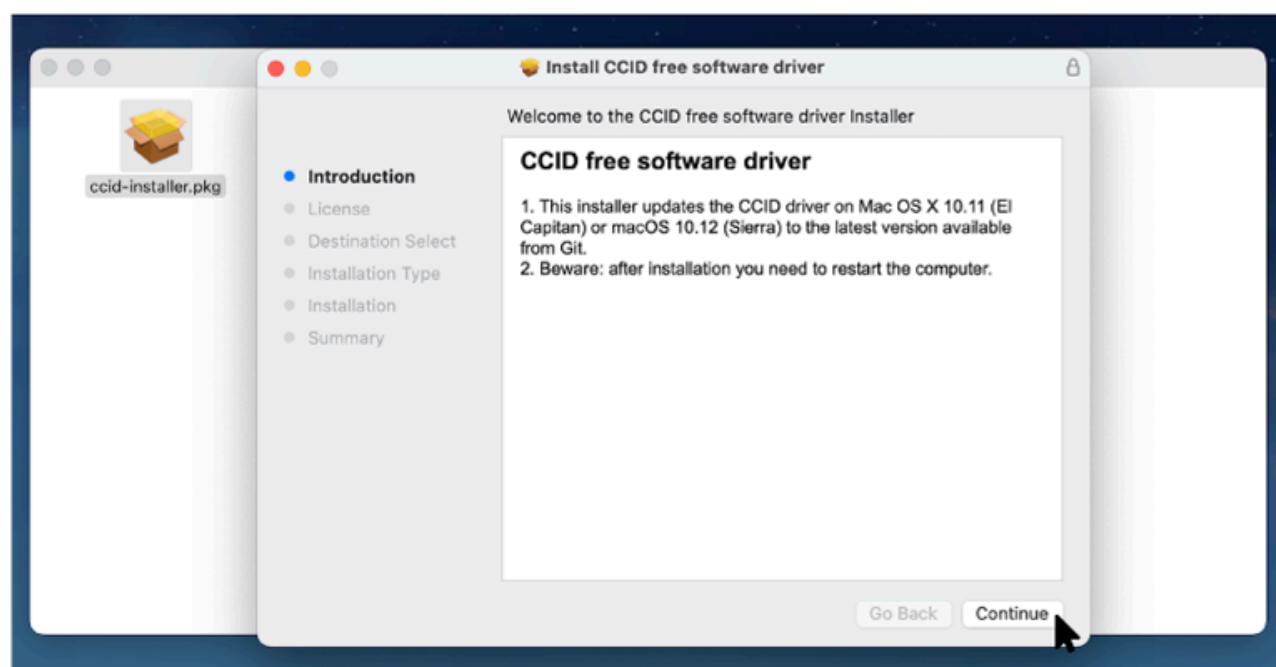 Install CCID free software driver
ccid-installer.pkg
Welcome to the CCID free software driver Installer
Introduction
License
Destination Select
Installation Type
Installation
Summary
CCID free software driver
1. This installer updates the CCID driver on Mac OS X 10.11 (El
Capitan) or macOS 10.12 (Sierra) to the latest version available
from Git.
2. Beware: after installation you need to restart the computer.
Go Back
Continue